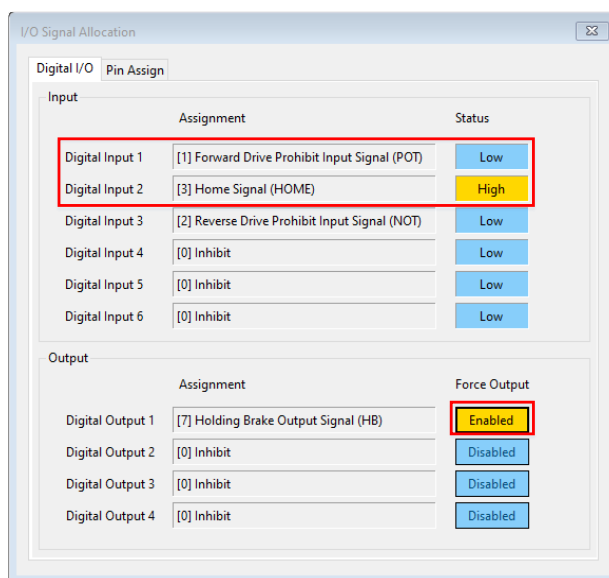 I/O Signal Allocation
Digital I/O Pin Assign
Input
Assignment Status
Digital Input 1 [1] Forward Drive Prohibit Input Signal (POT) Low
Digital Input 2 [3] Home Signal (HOME) High
Digital Input 3 [2] Reverse Drive Prohibit Input Signal (NOT) Low
Digital Input 4 [0] Inhibit Low
Digital Input 5 [0] Inhibit Low
Digital Input 6 [0] Inhibit Low
Output
Assignment Force Output
Digital Output 1 [7] Holding Brake Output Signal (HB) Enabled
Digital Output 2 [0] Inhibit Disabled
Digital Output 3 [0] Inhibit Disabled
Digital Output 4 [0] Inhibit Disabled